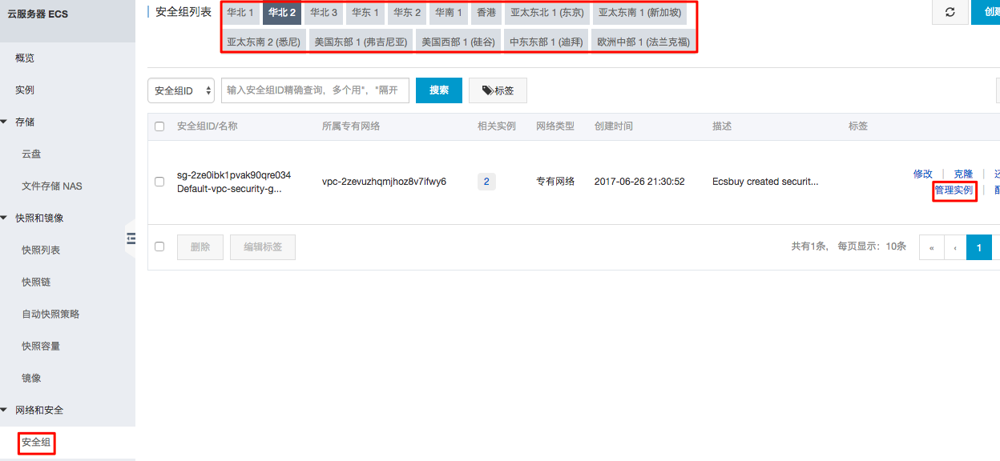 云服务器 ECS
概览
实例
存储
云盘
文件存储 NAS
快照和镜像
快照列表
快照链
自动快照策略
快照容量
镜像
网络和安全
安全组
安全组列表
华北 1 华北 2 华北 3 华东 1 华东 2 华南 1 香港 亚太东北 1 (东京) 亚太东南 1 (新加坡)
亚太东南 2 (悉尼) 美国东部 1 (弗吉尼亚) 美国西部 1 (硅谷) 中东东部 1 (迪拜) 欧洲中部 1 (法兰克福)
创建
安全组ID 输入安全组ID精确查询，多个用","隔开 搜索 标签
安全组ID/名称 所属专有网络 相关实例 网络类型 创建时间 描述 标签
sg-2ze0ibk1pvak90qre034
Default-vpc-security-g...
vpc-2zevuzhqmjhoz8v7ifwy6 2 专有网络 2017-06-26 21:30:52 Ecsbuy created securit...
修改 | 克隆 |
管理实例 |
删除 编辑标签 共有1条， 每页显示：10条 « ‹ 1